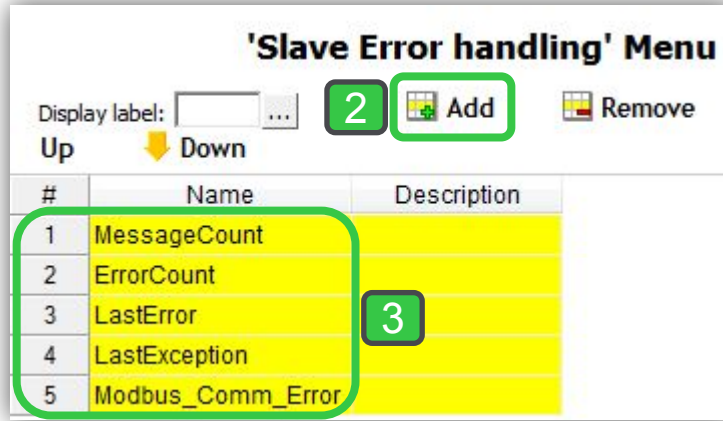 'Slave Error handling' Menu
Display label: ... 2 Add Remove
Up Down
# Name Description
1 MessageCount
2 ErrorCount
3 LastError 3
4 LastException
5 Modbus_Comm_Error